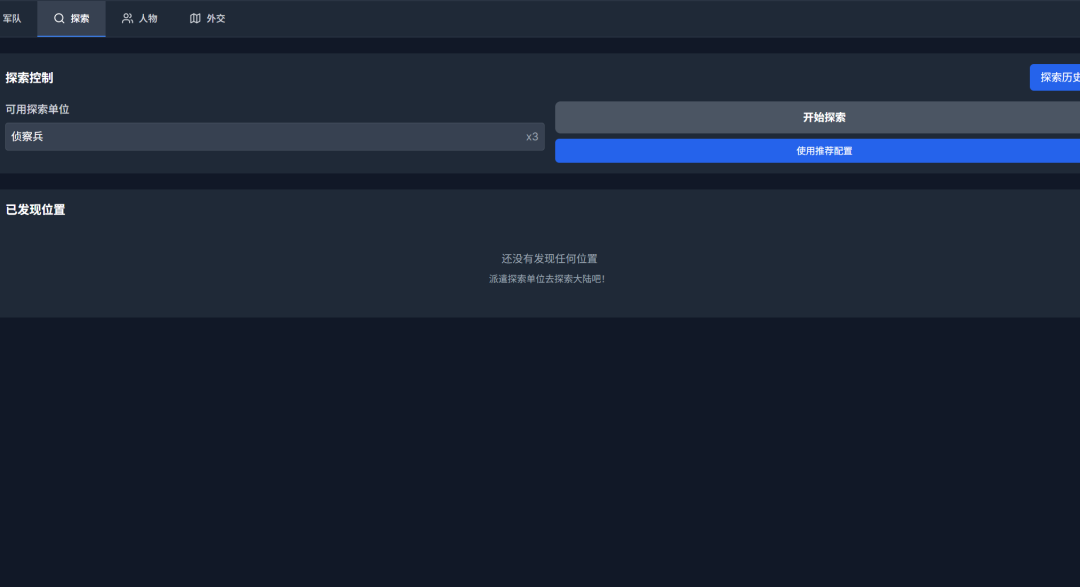 军队 探索 人物 外交
探索控制
探索历史
可用探索单位
侦察兵 x3
开始探索
使用推荐配置
已发现位置
还没有发现任何位置
派遣探索单位去探索大陆吧!